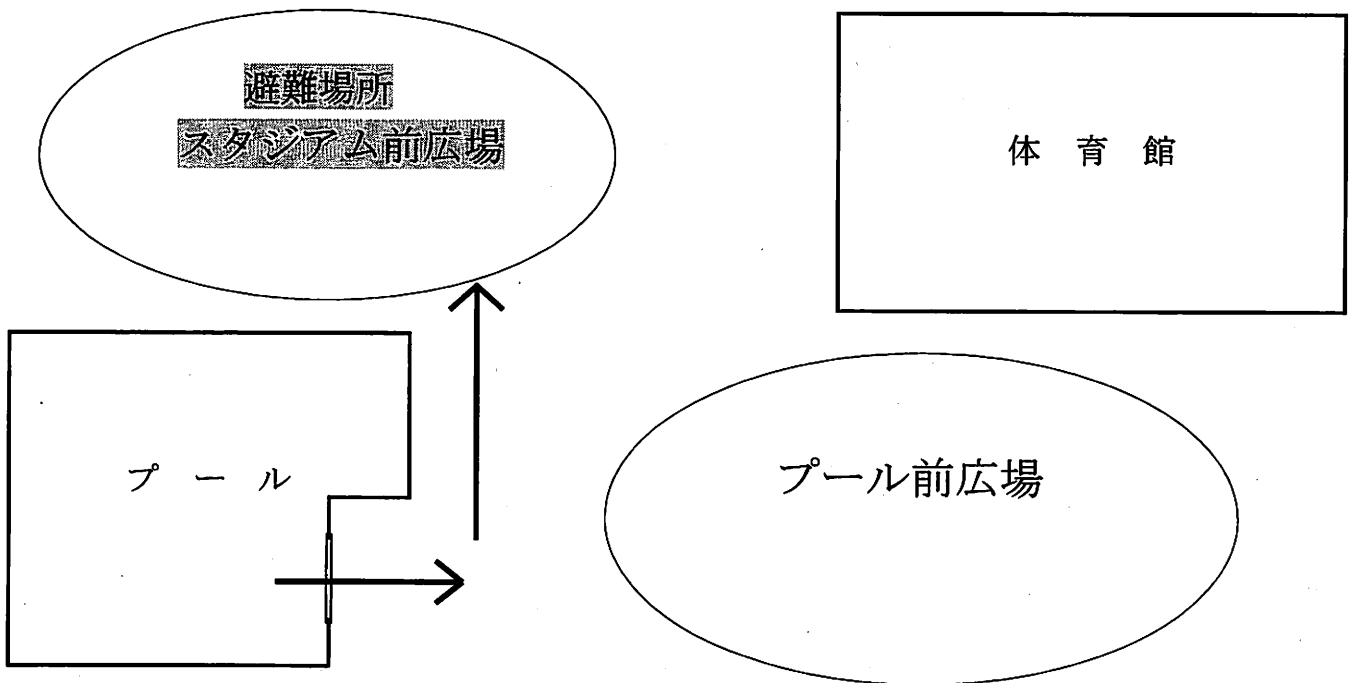 避難場所
スタジアム前広場
体 育 館
プ ー ル
プール前広場